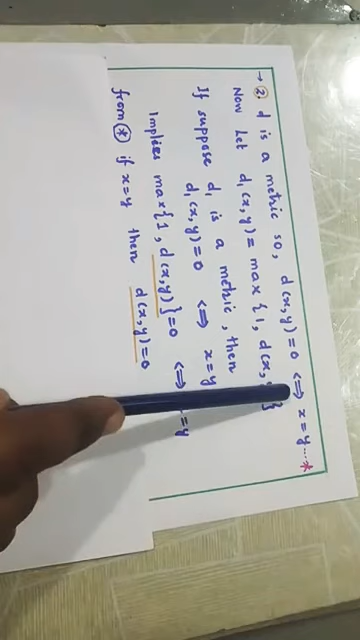 → ② d is a metric so, d(x,y)=0 <=> x=y...*
Now Let d₁(x,y) = max{1, d(x, }
If suppose d₁ is a metric, then
d₁(x,y)=0 <=> x=y
Implies max{1, d(x,y)}=0 <=> =y
from ⊛ if x=y then d(x,y)=0